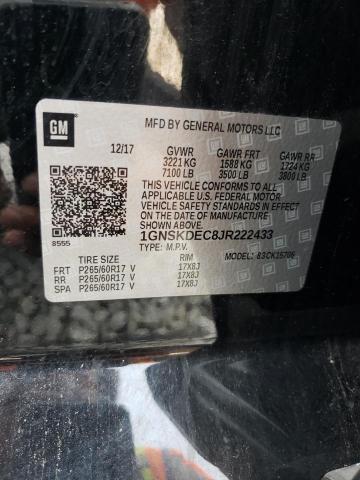 GM
MFD BY GENERAL MOTORS LLC
12/17 GVWR GAWR FRT GAWR RR
3221 KG 1588 KG 1724 KG
7100 LB 3500 LB 3800 LB
THIS VEHICLE CONFORMS TO ALL
APPLICABLE U.S. FEDERAL MOTOR
VEHICLE SAFETY STANDARDS IN
EFFECT ON THE DATE OF MANUFACTURE
SHOWN ABOVE.
8555 1GNSKDEC8JR222433
TYPE: M.P.V. MODEL: 83CK15706
TIRE SIZE RIM
FRT P265/60R17 V 17X8J
RR P265/60R17 V 17X8J
SPA P265/60R17 V 17X8J